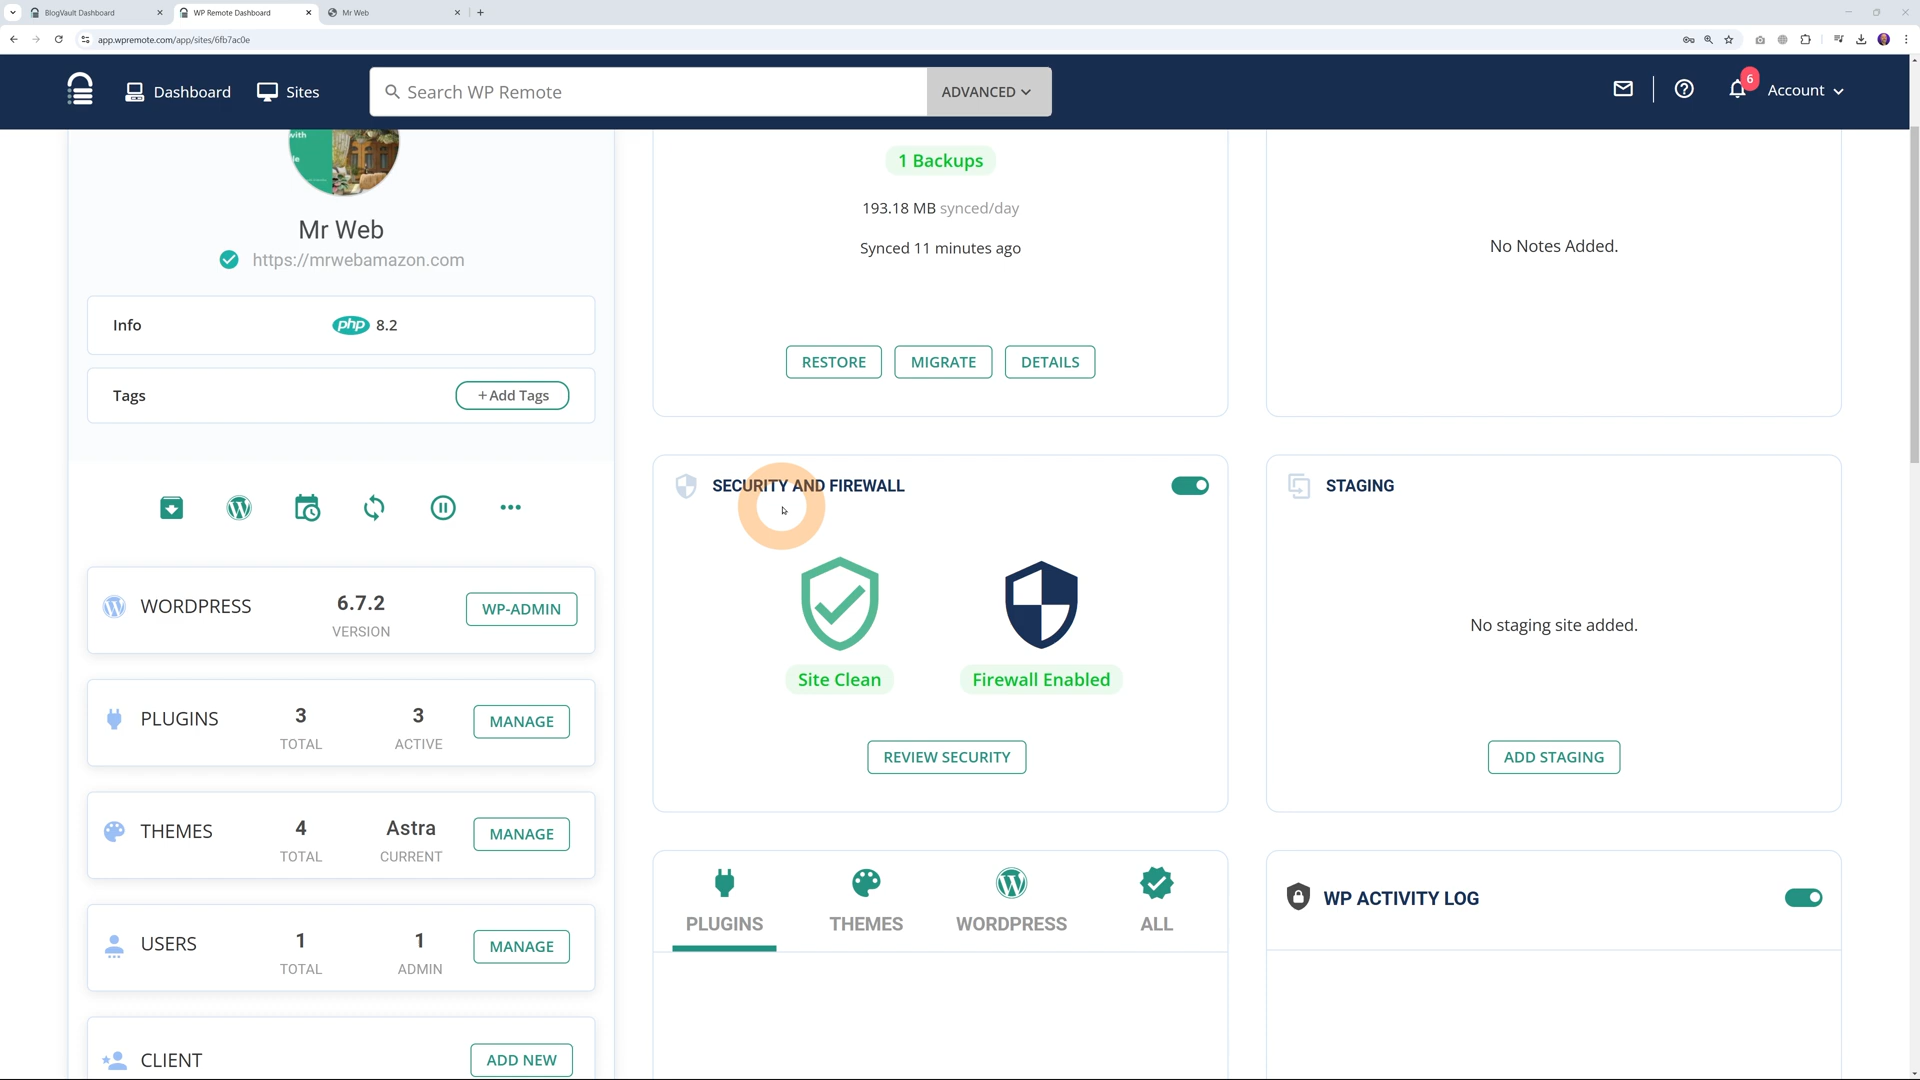 BlogVault Dashboard
WP Remote Dashboard
Mr Web
app.wpremote.com/app/sites/6fb7ac0e
Dashboard
Sites
Search WP Remote
ADVANCED
6
Account
with
le
Mr Web
https://mrwebamazon.com
Info
php 8.2
Tags
+ Add Tags
WORDPRESS
6.7.2
VERSION
WP-ADMIN
PLUGINS
3
TOTAL
3
ACTIVE
MANAGE
THEMES
4
TOTAL
Astra
CURRENT
MANAGE
USERS
1
TOTAL
1
ADMIN
MANAGE
CLIENT
ADD NEW
1 Backups
193.18 MB synced/day
Synced 11 minutes ago
RESTORE
MIGRATE
DETAILS
No Notes Added.
SECURITY AND FIREWALL
Site Clean
Firewall Enabled
REVIEW SECURITY
STAGING
No staging site added.
ADD STAGING
PLUGINS
THEMES
WORDPRESS
ALL
WP ACTIVITY LOG